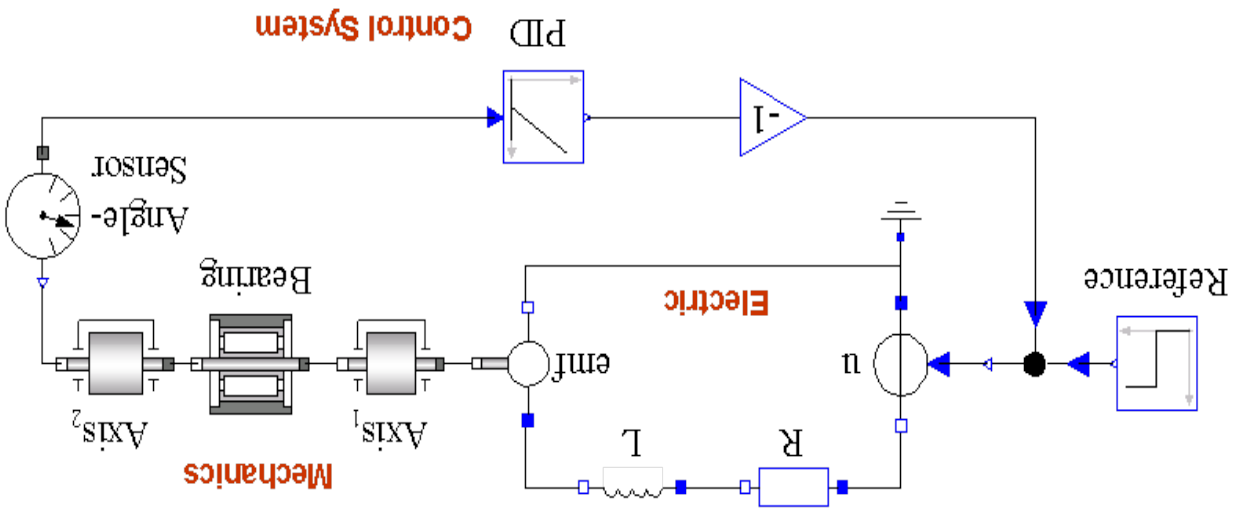 Mechanics
R
L
Axis1
Axis2
u
emf
Electric
Reference
Bearing
Angle-
Sensor
-1
PID
Control System